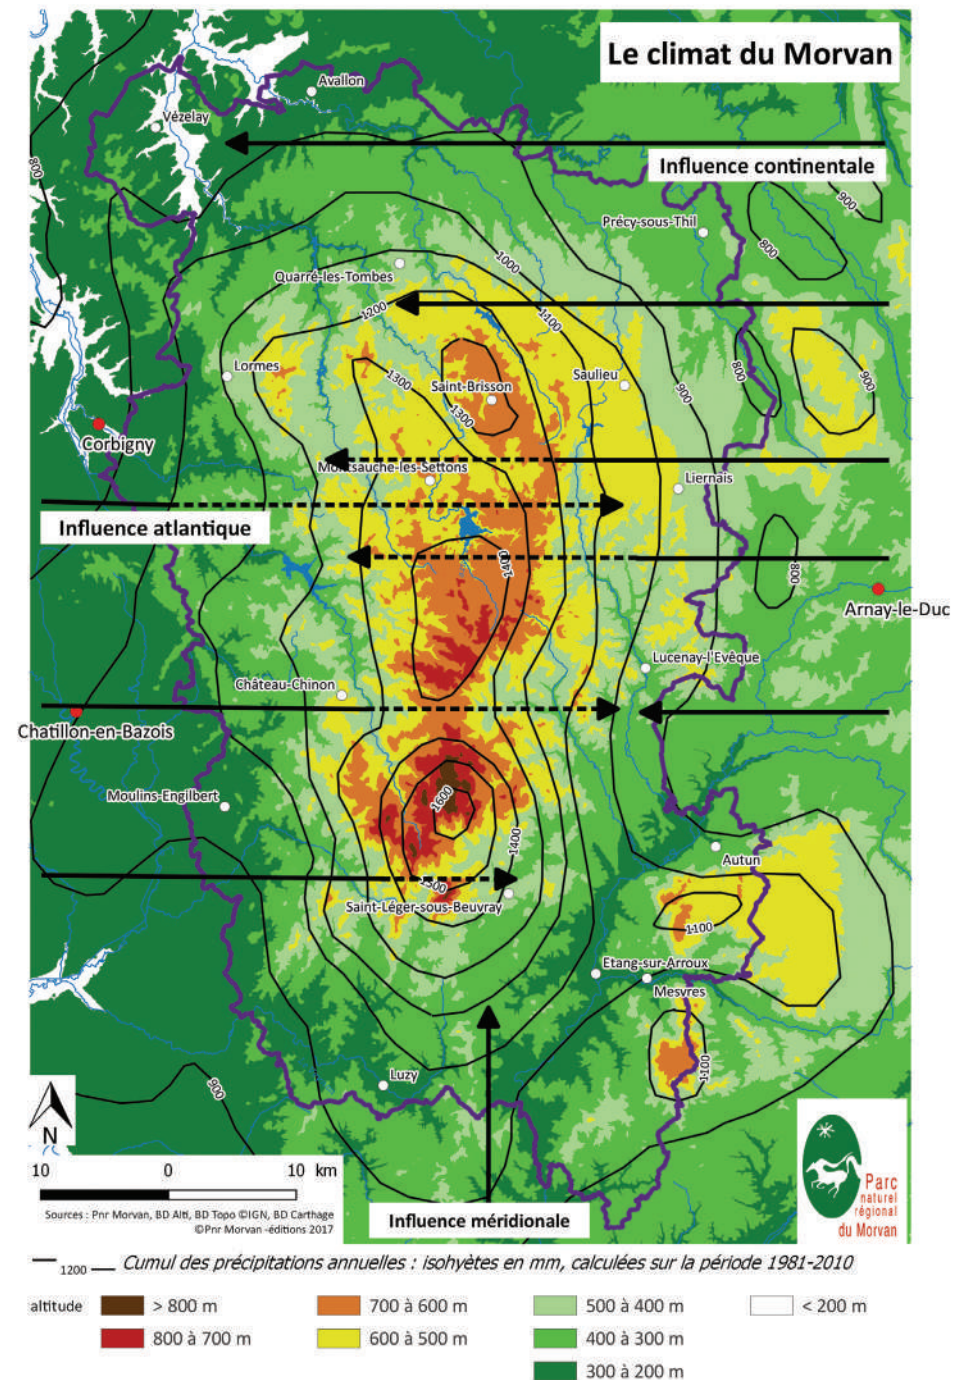 Le climat du Morvan
Avallon
Vézelay
800
Influence continentale
900
Précy-sous-Thil
800
1000
Quarré-les-Tombes
1200
1100
Lormes
1300
Saint-Brisson
Saulieu
900
800
900
1300
Corbigny
Montsauche-les-Settons
Liernais
Influence atlantique
1400
800
Arnay-le-Duc
Lucenay-l'Evêque
Château-Chinon
Chatillon-en-Bazois
Moulins-Engilbert
1600
1400
Autun
1500
Saint-Léger-sous-Beuvray
1100
Etang-sur-Arroux
Mesvres
1100
Luzy
900
N
10 0 10 km
Sources : Pnr Morvan, BD Alti, BD Topo ©IGN, BD Carthage
©Pnr Morvan -éditions 2017
Influence méridionale
Parc
naturel
régional
du Morvan
1200 Cumul des précipitations annuelles : isohyètes en mm, calculées sur la période 1981-2010
altitude > 800 m 700 à 600 m 500 à 400 m < 200 m
800 à 700 m 600 à 500 m 400 à 300 m
300 à 200 m